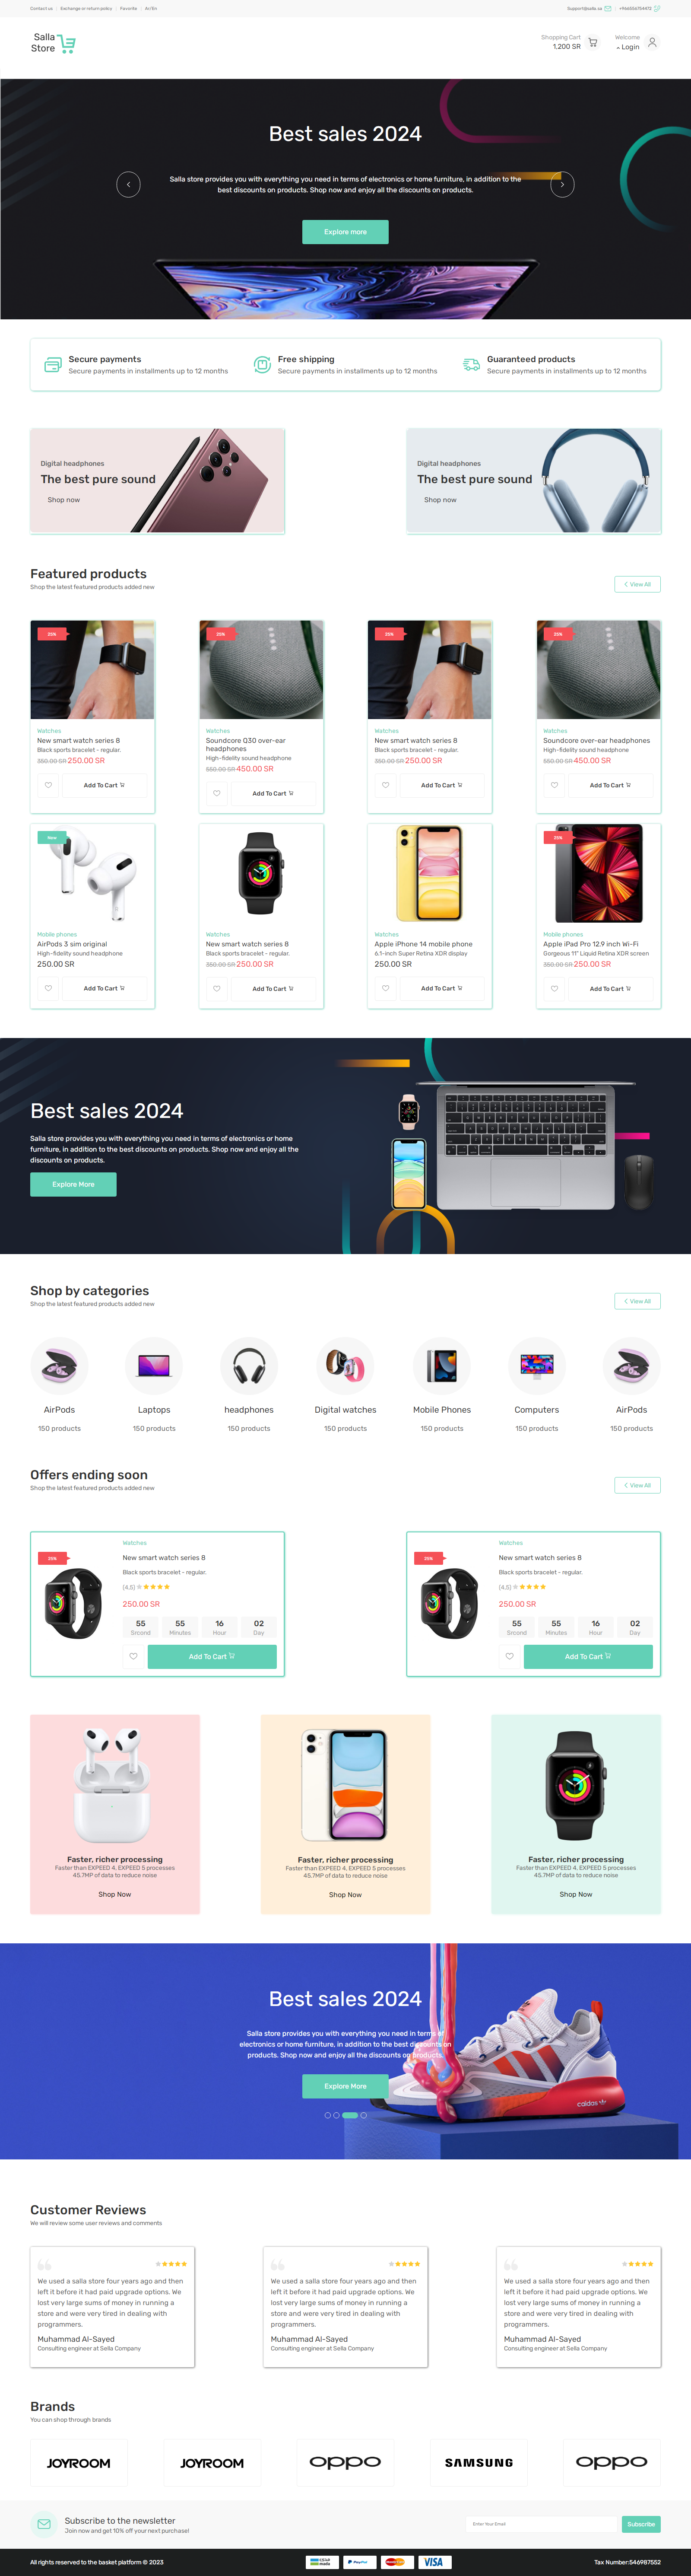 Contact us
Exchange or return policy
Favorite
Ar/En
Support@salla.sa
+966556754472
Salla
Store
Shopping Cart
1.200 SR
Welcome
Login
Best sales 2024
Salla store provides you with everything you need in terms of electronics or home furniture, in addition to the
best discounts on products. Shop now and enjoy all the discounts on products.
Explore more
Secure payments
Secure payments in installments up to 12 months
Free shipping
Secure payments in installments up to 12 months
Guaranteed products
Secure payments in installments up to 12 months
Digital headphones
The best pure sound
Shop now
Digital headphones
The best pure sound
Shop now
Featured products
Shop the latest featured products added new
View All
25%
Watches
New smart watch series 8
Black sports bracelet - regular.
350.00 SR 250.00 SR
Add To Cart
25%
Watches
Soundcore Q30 over-ear
headphones
High-fidelity sound headphone
550.00 SR 450.00 SR
Add To Cart
25%
Watches
New smart watch series 8
Black sports bracelet - regular.
350.00 SR 250.00 SR
Add To Cart
25%
Watches
Soundcore over-ear headphones
High-fidelity sound headphone
550.00 SR 450.00 SR
Add To Cart
New
Mobile phones
AirPods 3 sim original
High-fidelity sound headphone
250.00 SR
Add To Cart
Watches
New smart watch series 8
Black sports bracelet - regular.
350.00 SR 250.00 SR
Add To Cart
Watches
Apple iPhone 14 mobile phone
6.1-inch Super Retina XDR display
250.00 SR
Add To Cart
25%
Mobile phones
Apple iPad Pro 12.9 inch Wi-Fi
Gorgeous 11" Liquid Retina XDR screen
350.00 SR 250.00 SR
Add To Cart
Best sales 2024
Salla store provides you with everything you need in terms of electronics or home
furniture, in addition to the best discounts on products. Shop now and enjoy all the
discounts on products.
Explore More
Shop by categories
Shop the latest featured products added new
View All
AirPods
150 products
Laptops
150 products
headphones
150 products
Digital watches
150 products
Mobile Phones
150 products
Computers
150 products
AirPods
150 products
Offers ending soon
Shop the latest featured products added new
View All
25%
Watches
New smart watch series 8
Black sports bracelet - regular.
(4.5)
250.00 SR
55 55 16 02
Srcond Minutes Hour Day
Add To Cart
25%
Watches
New smart watch series 8
Black sports bracelet - regular.
(4.5)
250.00 SR
55 55 16 02
Srcond Minutes Hour Day
Add To Cart
Faster, richer processing
Faster than EXPEED 4, EXPEED 5 processes
45.7MP of data to reduce noise
Shop Now
Faster, richer processing
Faster than EXPEED 4, EXPEED 5 processes
45.7MP of data to reduce noise
Shop Now
Faster, richer processing
Faster than EXPEED 4, EXPEED 5 processes
45.7MP of data to reduce noise
Shop Now
Best sales 2024
Salla store provides you with everything you need in terms of
electronics or home furniture, in addition to the best discounts on
products. Shop now and enjoy all the discounts on products.
Explore More
caldas
Customer Reviews
We will review some user reviews and comments
We used a salla store four years ago and then
left it before it had paid upgrade options. We
lost very large sums of money in running a
store and were very tired in dealing with
programmers.
Muhammad Al-Sayed
Consulting engineer at Sella Company
We used a salla store four years ago and then
left it before it had paid upgrade options. We
lost very large sums of money in running a
store and were very tired in dealing with
programmers.
Muhammad Al-Sayed
Consulting engineer at Sella Company
We used a salla store four years ago and then
left it before it had paid upgrade options. We
lost very large sums of money in running a
store and were very tired in dealing with
programmers.
Muhammad Al-Sayed
Consulting engineer at Sella Company
Brands
You can shop through brands
JOYROOM
JOYROOM
oppo
SAMSUNG
oppo
Subscribe to the newsletter
Join now and get 10% off your next purchase!
Enter Your Email
Subscribe
All rights reserved to the basket platform © 2023
مدى
mada
PayPal
MasterCard
VISA
Tax Number:546987552